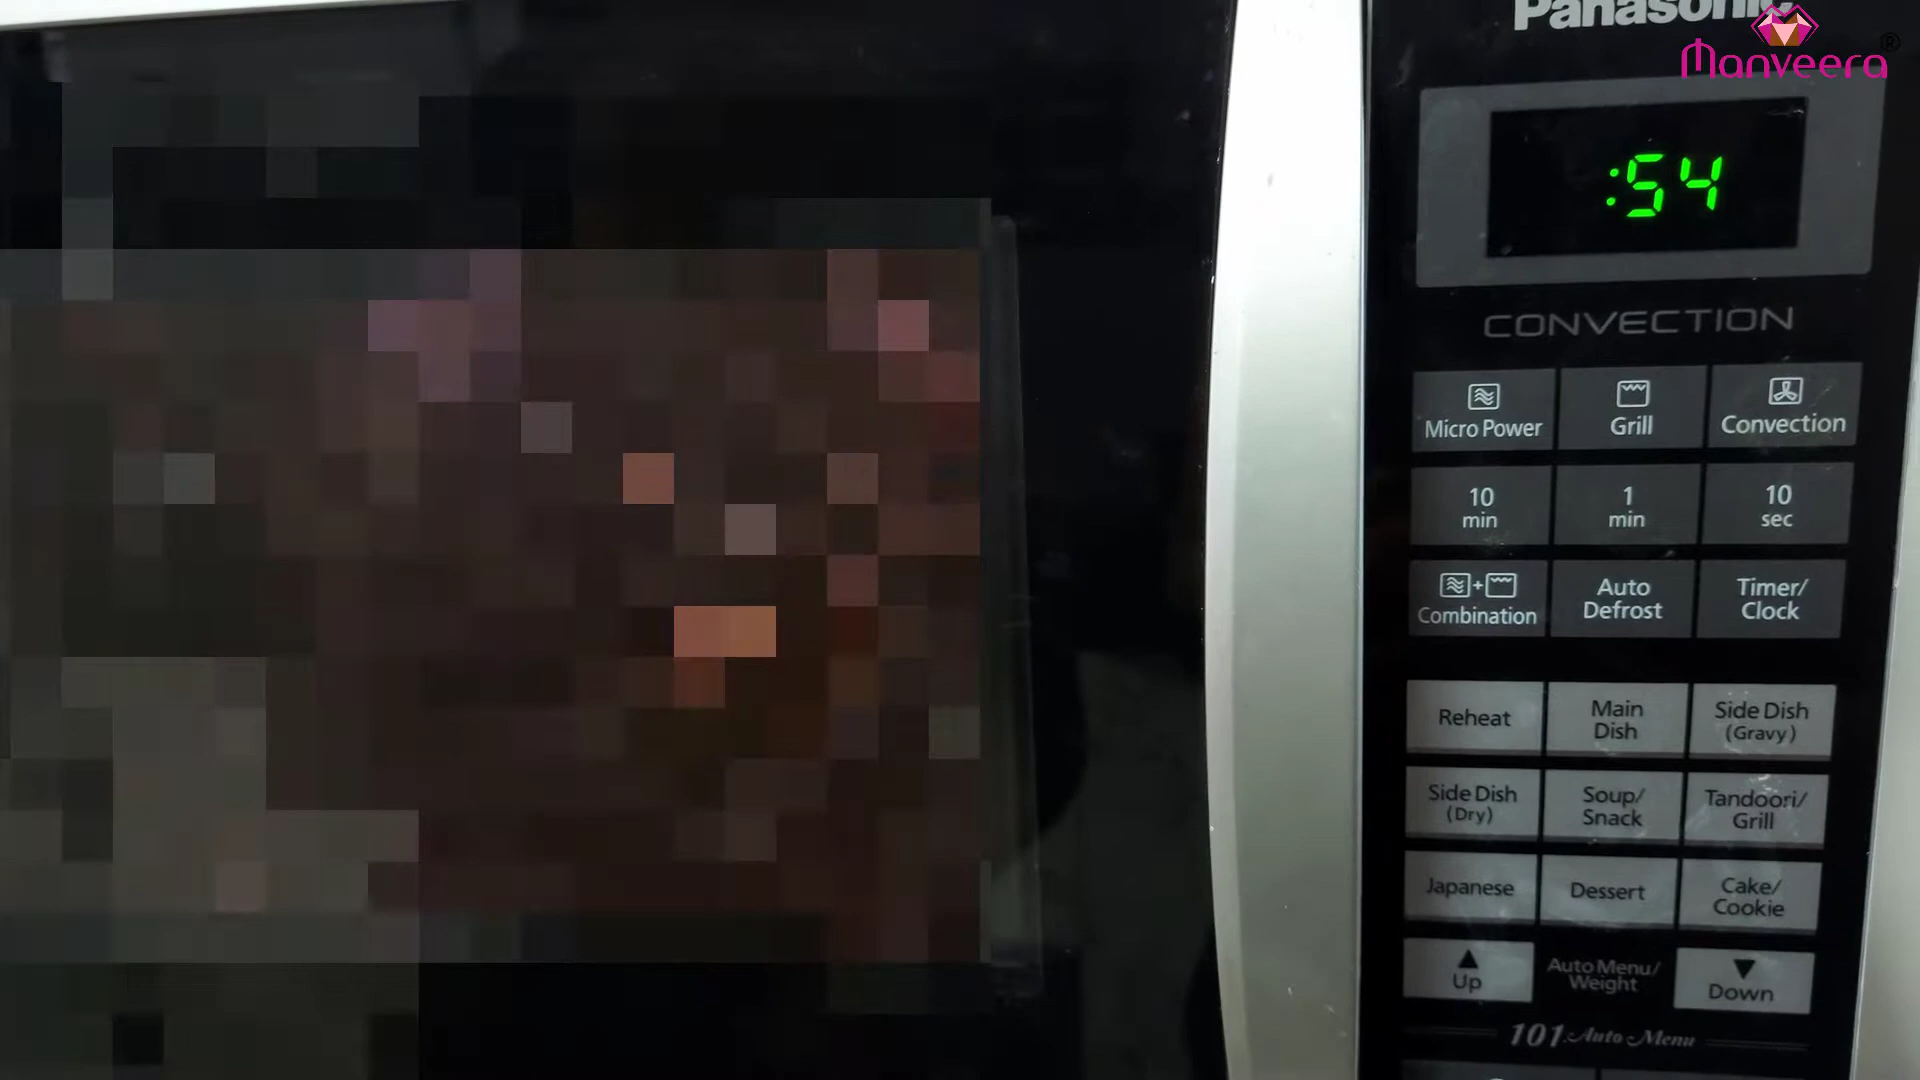 Panasonic
Manveera®
:54
CONVECTION
Micro Power
Grill
Convection
10
min
1
min
10
sec
+
Combination
Auto
Defrost
Timer/
Clock
Reheat
Main
Dish
Side Dish
(Gravy)
Side Dish
(Dry)
Soup/
Snack
Tandoori/
Grill
Japanese
Dessert
Cake/
Cookie
Up
Auto Menu/
Weight
Down
101 Auto Menu